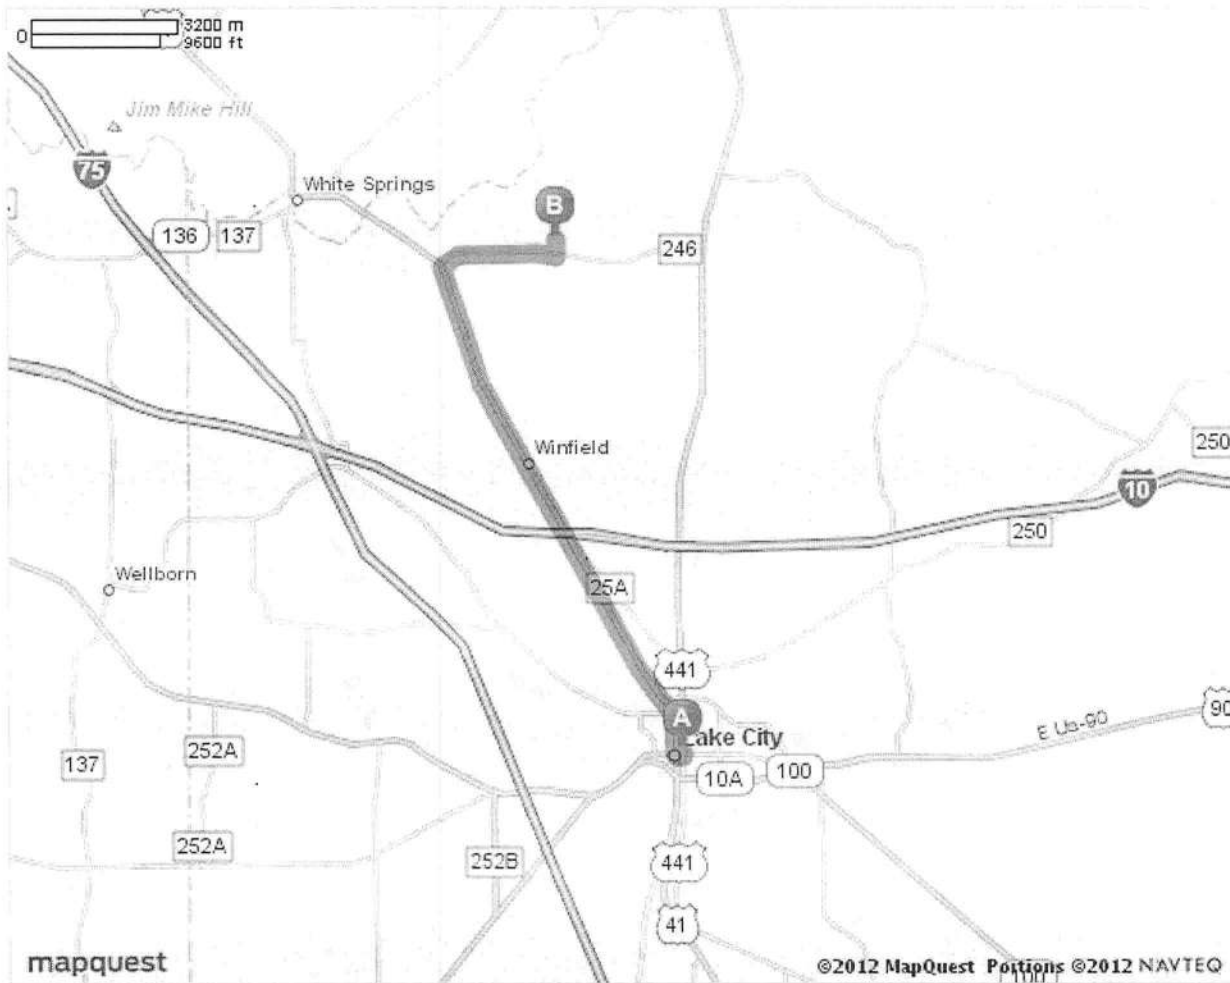 0
3200 m
9600 ft
Jim Mike Hill
75
White Springs
B
136
137
246
Winfield
250
10
250
Wellborn
25A
441
A
Lake City
E Us-90
90
137
252A
10A
100
252A
252B
441
41
mapquest
©2012 MapQuest Portions ©2012 NAVTEQ
100